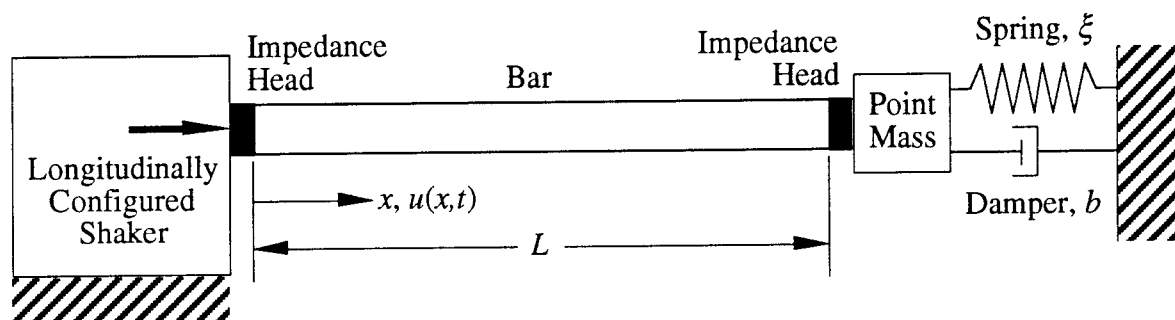 Impedance
Head
Bar
Impedance
Head
Spring, ξ
Point
Mass
Longitudinally
Configured
Shaker
x, u(x,t)
Damper, b
L